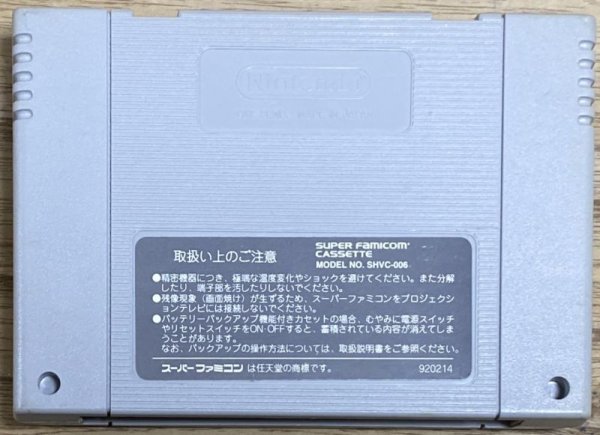 Nintendo
MADE IN JAPAN
取扱い上のご注意
SUPER FAMICOM
CASSETTE
MODEL NO. SHVC-006
●精密機器につき、極端な温度変化やショックを避けてください。また分解
したり、端子部を汚したりしないでください。
●残像現象（画面焼け）が生ずるため、スーパーファミコンをプロジェクシ
ョンテレビには接続しないでください。
●バッテリーバックアップ機能付きカセットの場合、むやみに電源スイッチ
やリセットスイッチをON・OFFすると、蓄積されている内容が消えてしま
うことがあります。
なお、バックアップの操作方法については、取扱説明書をご参照ください。
スーパーファミコンは任天堂の商標です。 920214